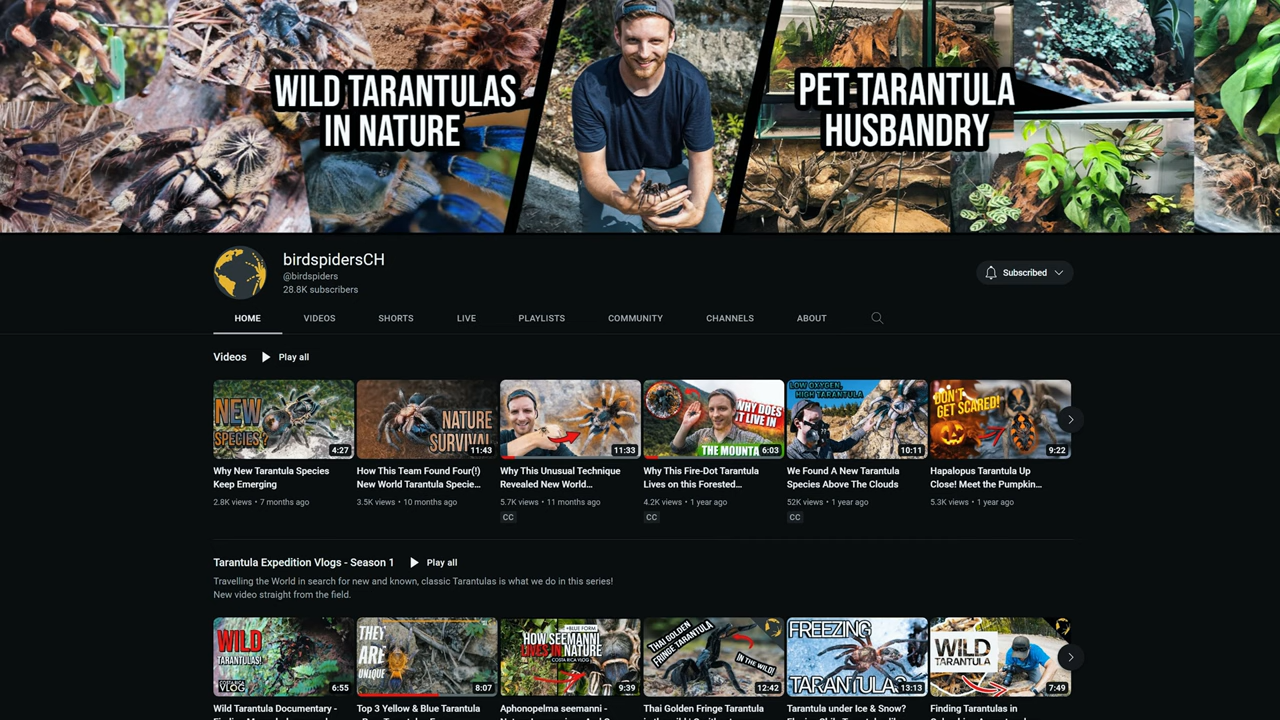 WILD TARANTULAS
IN NATURE
PET TARANTULA
HUSBANDRY
birdspidersCH
@birdspiders
28.8K subscribers
Subscribed
HOME VIDEOS SHORTS LIVE PLAYLISTS COMMUNITY CHANNELS ABOUT
Videos Play all
NEW
SPECIES?
4:27
NATURE
SURVIVAL
11:43
11:33
WHY DOES
IT LIVE IN
THE MOUNTA
6:03
LOW OXYGEN,
HIGH TARANTULA
10:11
DON'T
GET SCARED!
9:22
Why New Tarantula Species
Keep Emerging
2.8K views • 7 months ago
How This Team Found Four(!)
New World Tarantula Specie...
3.5K views • 10 months ago
Why This Unusual Technique
Revealed New World...
5.7K views • 11 months ago
CC
Why This Fire-Dot Tarantula
Lives on this Forested...
4.2K views • 1 year ago
CC
We Found A New Tarantula
Species Above The Clouds
52K views • 1 year ago
CC
Hapalopus Tarantula Up
Close! Meet the Pumpkin...
5.3K views • 1 year ago
Tarantula Expedition Vlogs - Season 1 Play all
Travelling the World in search for new and known, classic Tarantulas is what we do in this series!
New video straight from the field.
WILD
TARANTULAS!
COSTA RICA
VLOG
6:55
THEY
ARE
UNIQUE
8:07
+BLUE FORM
HOW SEEMANNI
LIVES IN NATURE
COSTA RICA VLOG
9:39
THAI GOLDEN
FRINGE TARANTULA
IN THE WILD!
12:42
FREEZING
TARANTULAS
13:13
WILD
TARANTULA
7:49
Wild Tarantula Documentary -
Top 3 Yellow & Blue Tarantula
Aphonopelma seemanni -
Thai Golden Fringe Tarantula
Tarantula under Ice & Snow?
Finding Tarantulas in